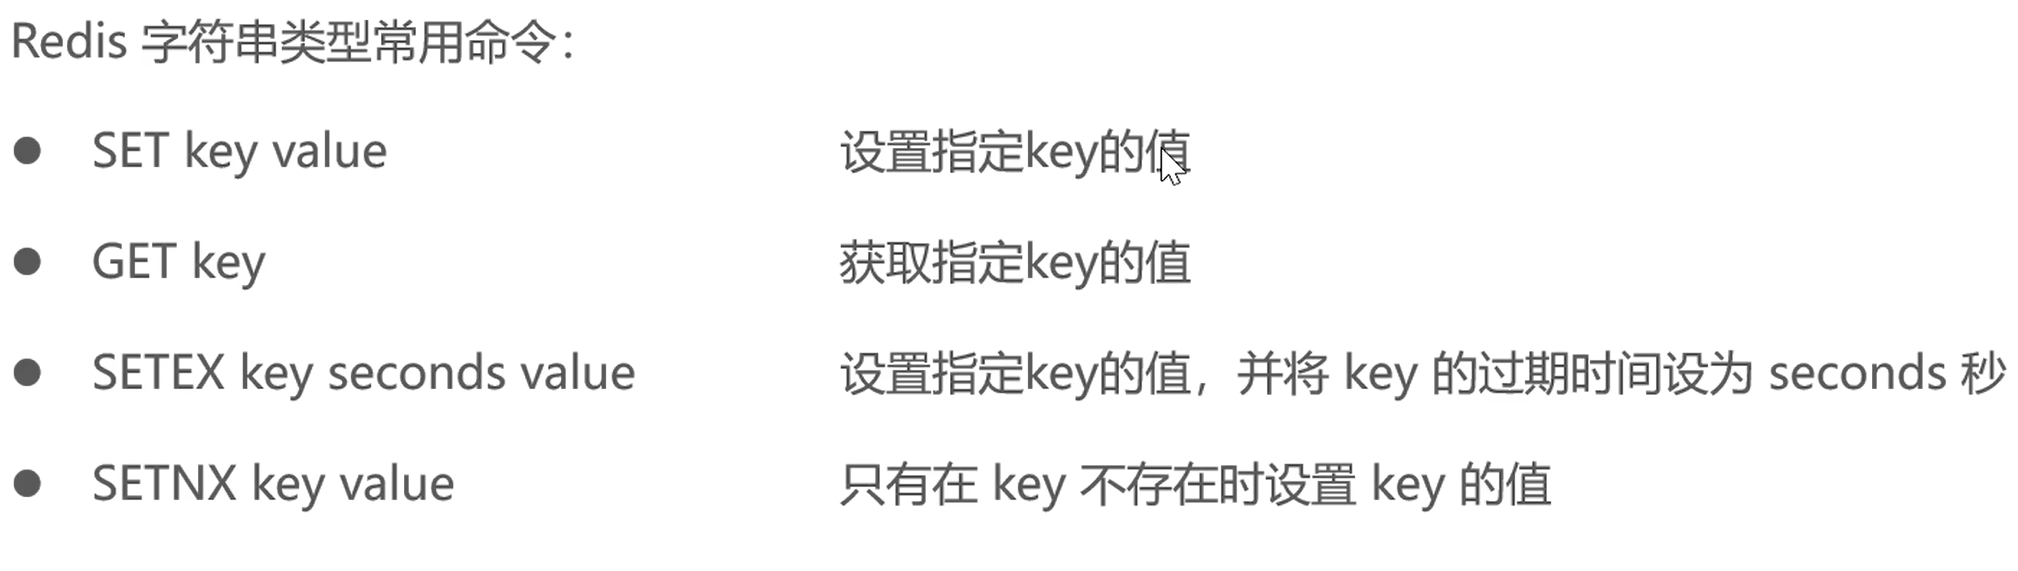 Redis 字符串类型常用命令：
● SET key value 设置指定key的值
● GET key 获取指定key的值
● SETEX key seconds value 设置指定key的值，并将 key 的过期时间设为 seconds 秒
● SETNX key value 只有在 key 不存在时设置 key 的值